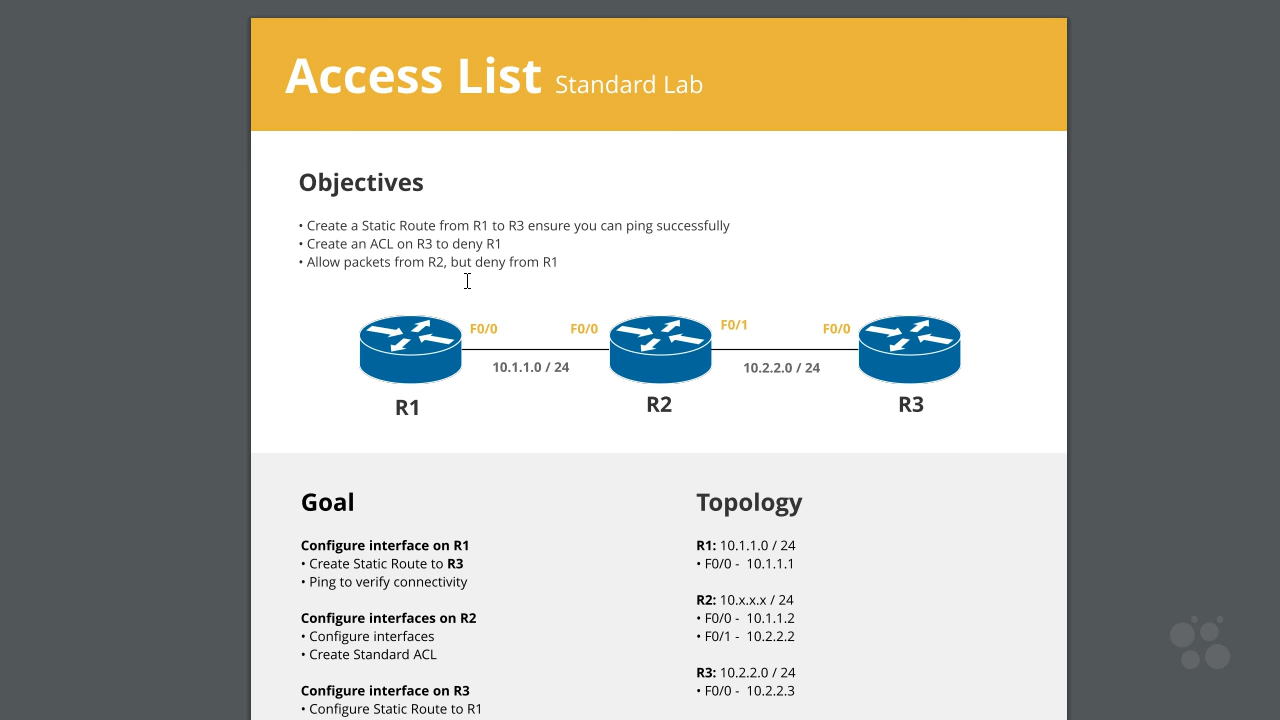 Access List Standard Lab
Objectives
• Create a Static Route from R1 to R3 ensure you can ping successfully
• Create an ACL on R3 to deny R1
• Allow packets from R2, but deny from R1
F0/0 F0/0 F0/1 F0/0
10.1.1.0 / 24 10.2.2.0 / 24
R1 R2 R3
Goal
Configure interface on R1
• Create Static Route to R3
• Ping to verify connectivity
Configure interfaces on R2
• Configure interfaces
• Create Standard ACL
Configure interface on R3
• Configure Static Route to R1
Topology
R1: 10.1.1.0 / 24
• F0/0 - 10.1.1.1
R2: 10.x.x.x / 24
• F0/0 - 10.1.1.2
• F0/1 - 10.2.2.2
R3: 10.2.2.0 / 24
• F0/0 - 10.2.2.3